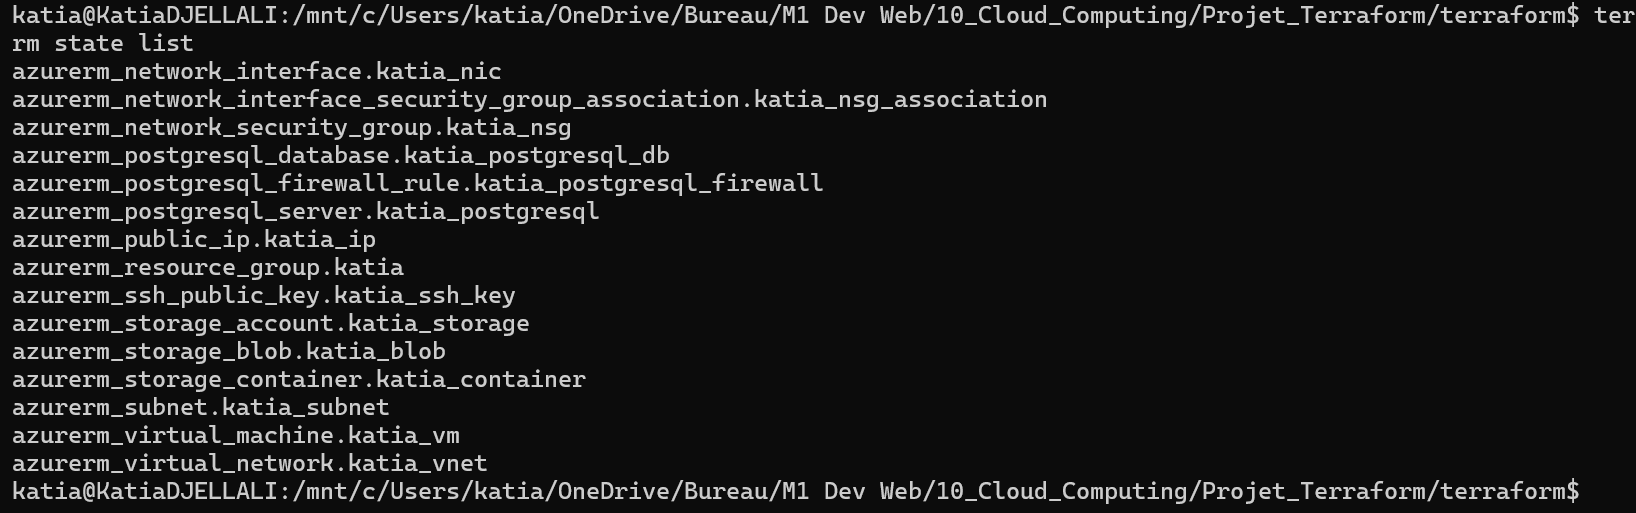 katia@KatiaDJELLALI:/mnt/c/Users/katia/OneDrive/Bureau/M1 Dev Web/10_Cloud_Computing/Projet_Terraform/terraform$ ter
rm state list
azurerm_network_interface.katia_nic
azurerm_network_interface_security_group_association.katia_nsg_association
azurerm_network_security_group.katia_nsg
azurerm_postgresql_database.katia_postgresql_db
azurerm_postgresql_firewall_rule.katia_postgresql_firewall
azurerm_postgresql_server.katia_postgresql
azurerm_public_ip.katia_ip
azurerm_resource_group.katia
azurerm_ssh_public_key.katia_ssh_key
azurerm_storage_account.katia_storage
azurerm_storage_blob.katia_blob
azurerm_storage_container.katia_container
azurerm_subnet.katia_subnet
azurerm_virtual_machine.katia_vm
azurerm_virtual_network.katia_vnet
katia@KatiaDJELLALI:/mnt/c/Users/katia/OneDrive/Bureau/M1 Dev Web/10_Cloud_Computing/Projet_Terraform/terraform$